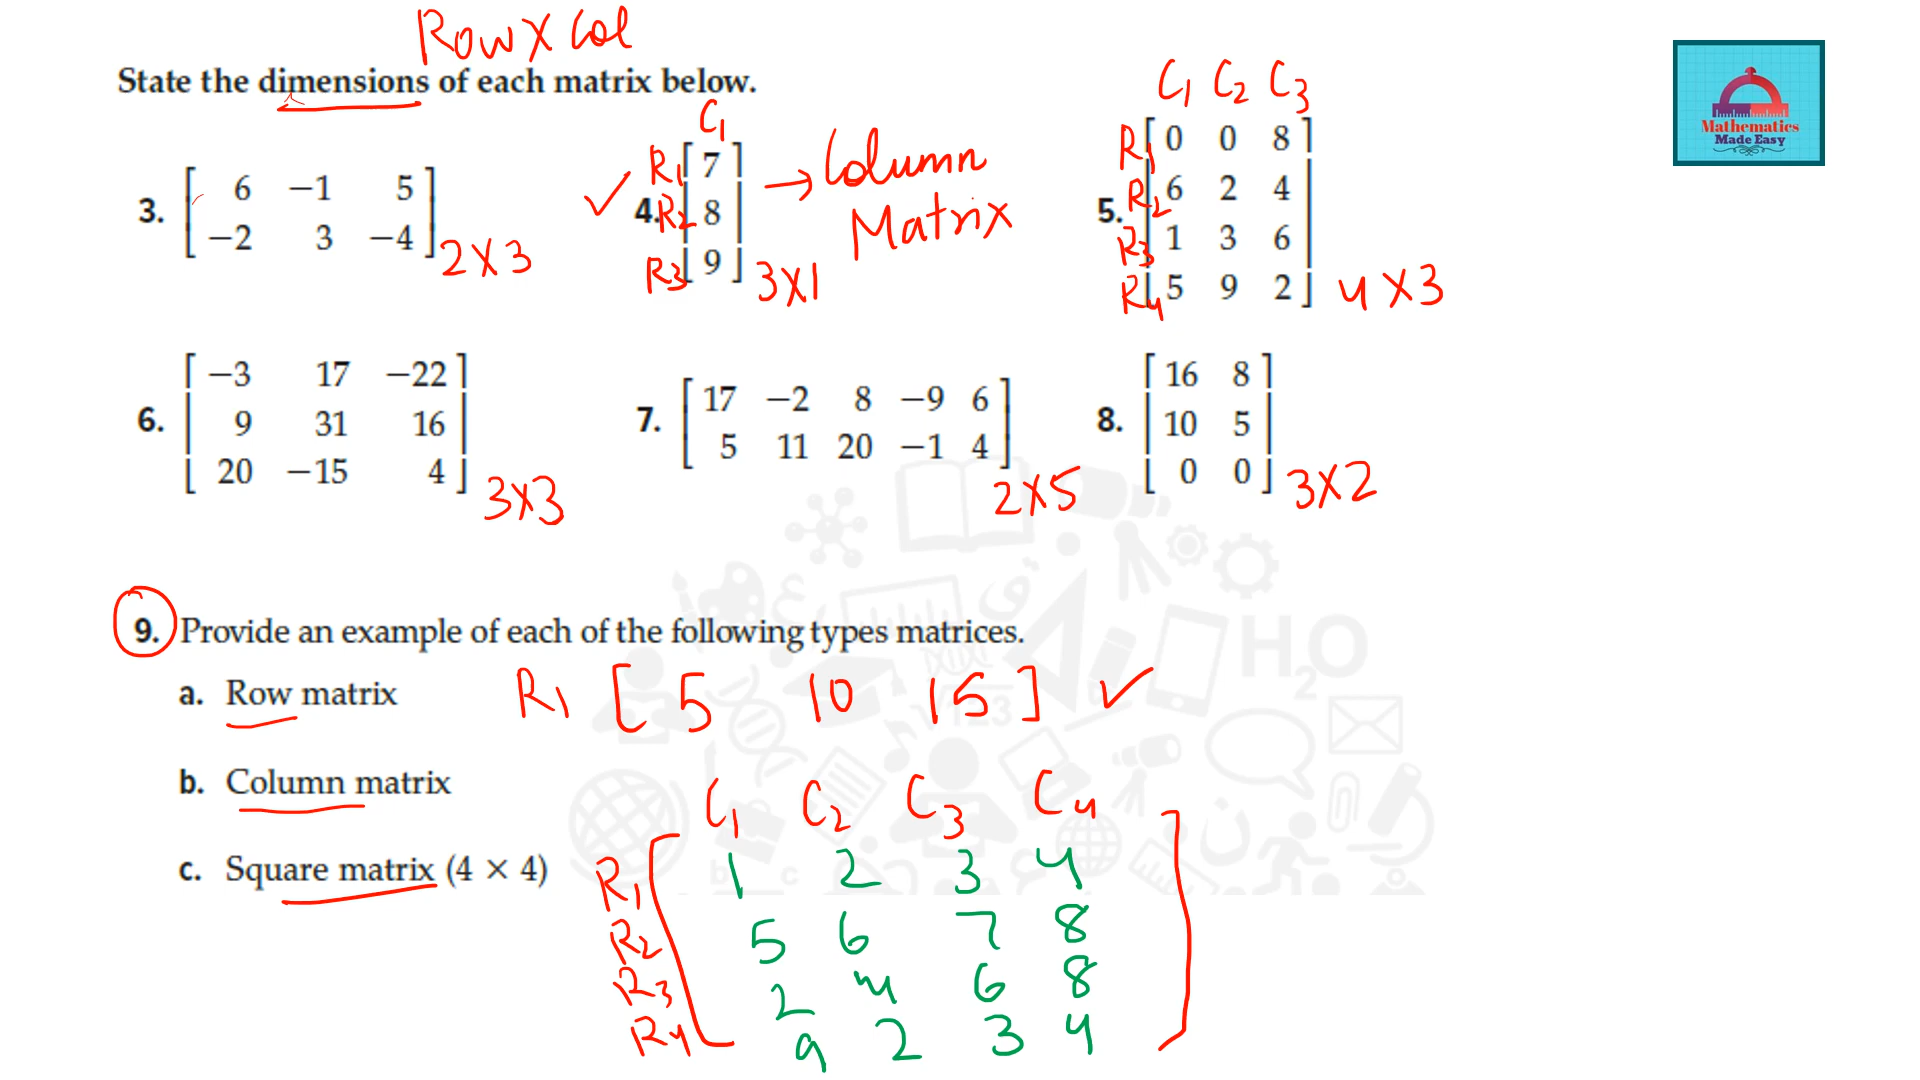 Row X Col
State the dimensions of each matrix below.
3. [ 6 −1 5
−2 3 −4 ] 2X3
C1
R1 [ 7 ]
✓ 4. R2 8
R3 [ 9 ] 3X1
→ Column
Matrix
C1 C2 C3
R1 [ 0 0 8 ]
5. R2 6 2 4
R3 1 3 6
R4 [ 5 9 2 ] 4X3
6. [ −3 17 −22
9 31 16
20 −15 4 ] 3X3
7. [ 17 −2 8 −9 6
5 11 20 −1 4 ] 2X5
8. [ 16 8
10 5
0 0 ] 3X2
9. Provide an example of each of the following types matrices.
a. Row matrix R1 [ 5 10 15 ] ✓
b. Column matrix
c. Square matrix (4 × 4)
C1 C2 C3 C4
R1 1 2 3 4
R2 5 6 7 8
R3 2 4 6 8
R4 9 2 3 4
Mathematics
Made Easy
H2O